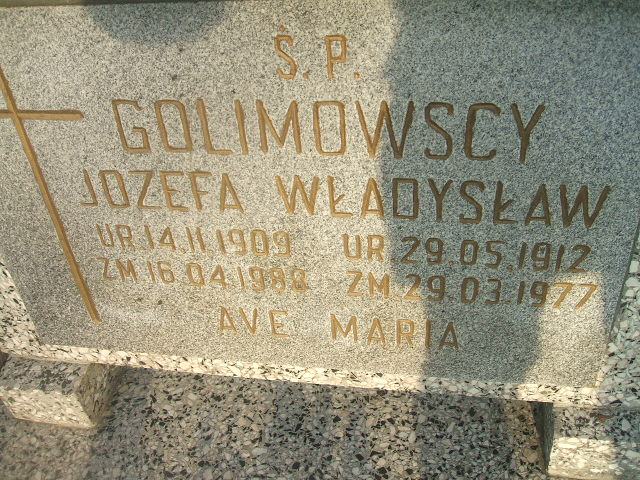 Ś.P.
GOLIMOWSCY
JÓZEFA WŁADYSŁAW
UR 14.11.1909 UR 29.05.1912
ZM 16.04.1988 ZM 29.03.1977
AVE MARIA